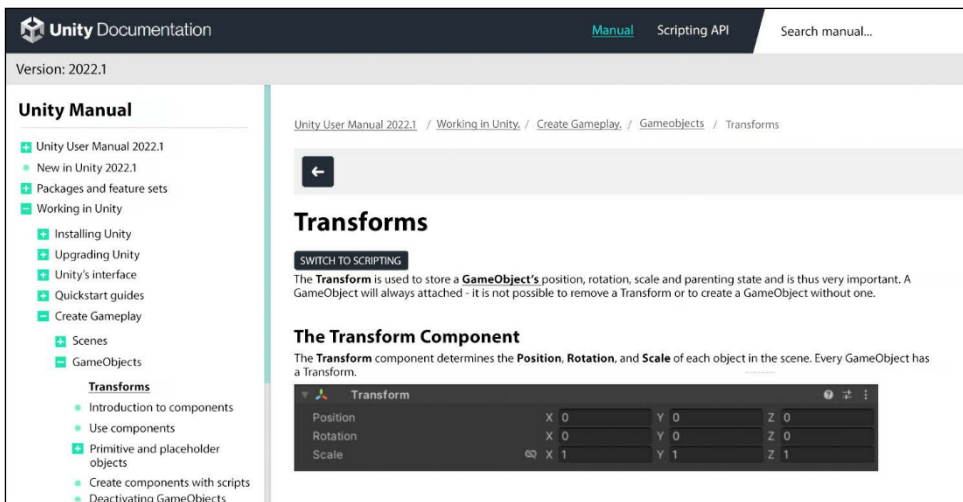 Unity Documentation
Manual
Scripting API
Search manual...
Version: 2022.1
Unity Manual
Unity User Manual 2022.1
New in Unity 2022.1
Packages and feature sets
Working in Unity
Installing Unity
Upgrading Unity
Unity's interface
Quickstart guides
Create Gameplay
Scenes
GameObjects
Transforms
Introduction to components
Use components
Primitive and placeholder
objects
Create components with scripts
Deactivating GameObjects
Unity User Manual 2022.1 / Working in Unity. / Create Gameplay. / Gameobjects / Transforms
Transforms
SWITCH TO SCRIPTING
The Transform is used to store a GameObject's position, rotation, scale and parenting state and is thus very important. A
GameObject will always attached - it is not possible to remove a Transform or to create a GameObject without one.
The Transform Component
The Transform component determines the Position, Rotation, and Scale of each object in the scene. Every GameObject has
a Transform.
Transform
Position X 0 Y 0 Z 0
Rotation X 0 Y 0 Z 0
Scale X 1 Y 1 Z 1